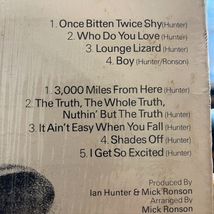 1. Once Bitten Twice Shy (Hunter)
2. Who Do You Love (Hunter)
3. Lounge Lizard (Hunter)
4. Boy (Hunter/Ronson)
1. 3,000 Miles From Here (Hunter)
2. The Truth, The Whole Truth,
Nuthin' But The Truth (Hunter)
3. It Ain't Easy When You Fall (Hunter)
4. Shades Off (Hunter)
5. I Get So Excited (Hunter)
Produced By
Ian Hunter & Mick Ronson
Arranged By
Mick Ronson